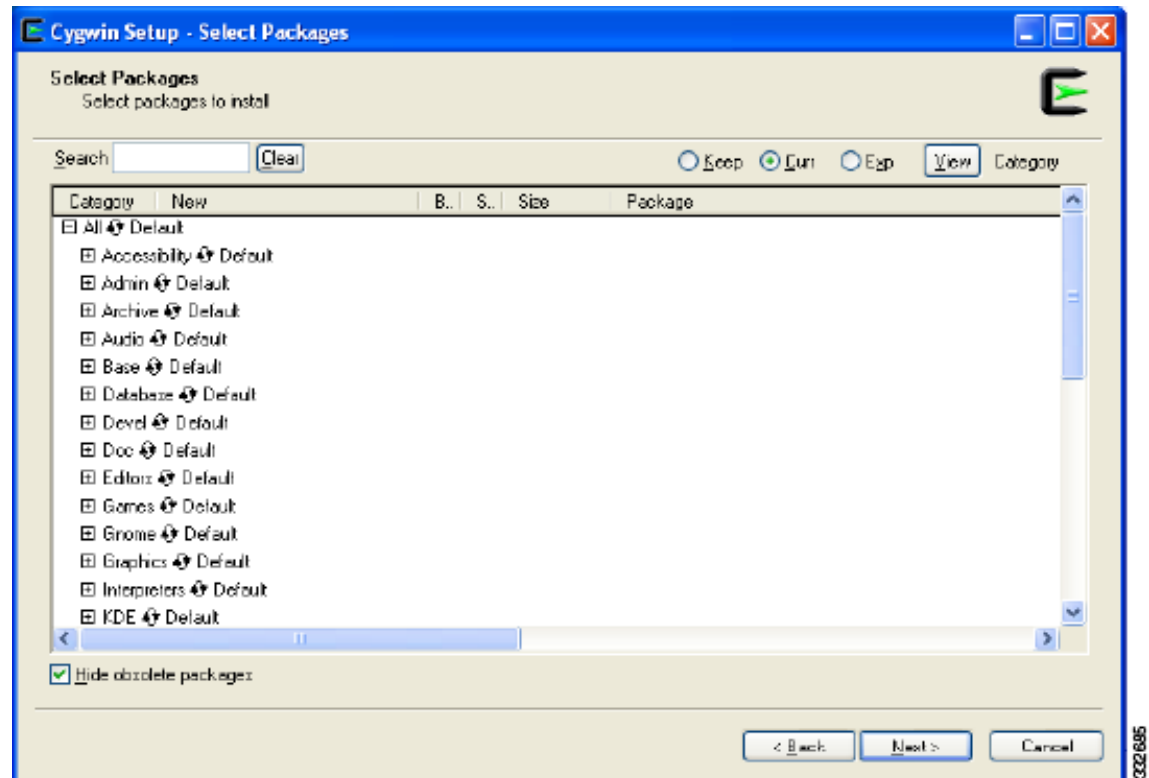 Cygwin Setup - Select Packages
Select Packages
Select packages to install
Search Clear Keep Curr Exp View Category
Category New B.. S.. Size Package
All Default
Accessibility Default
Admin Default
Archive Default
Audio Default
Base Default
Database Default
Devel Default
Doc Default
Editors Default
Games Default
Gnome Default
Graphics Default
Interpreters Default
KDE Default
Hide obsolete packages
< Back Next > Cancel
332685